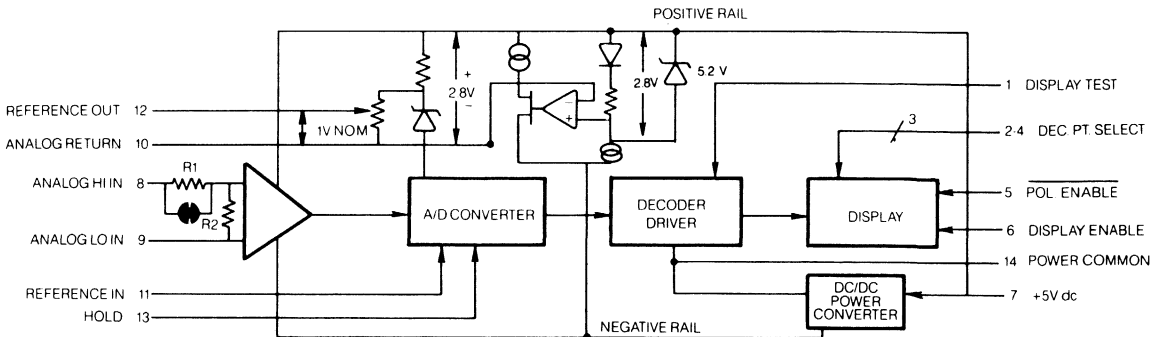 POSITIVE RAIL
5.2 V
+
2.8V
−
2.8V
1 DISPLAY TEST
REFERENCE OUT 12
1V NOM
−
+
3
2-4 DEC. PT. SELECT
ANALOG RETURN 10
R1
ANALOG HI IN 8
A/D CONVERTER
DECODER
DRIVER
DISPLAY
5 POL ENABLE
R2
ANALOG LO IN 9
6 DISPLAY ENABLE
14 POWER COMMON
REFERENCE IN 11
DC/DC
POWER
CONVERTER
7 +5V dc
HOLD 13
NEGATIVE RAIL